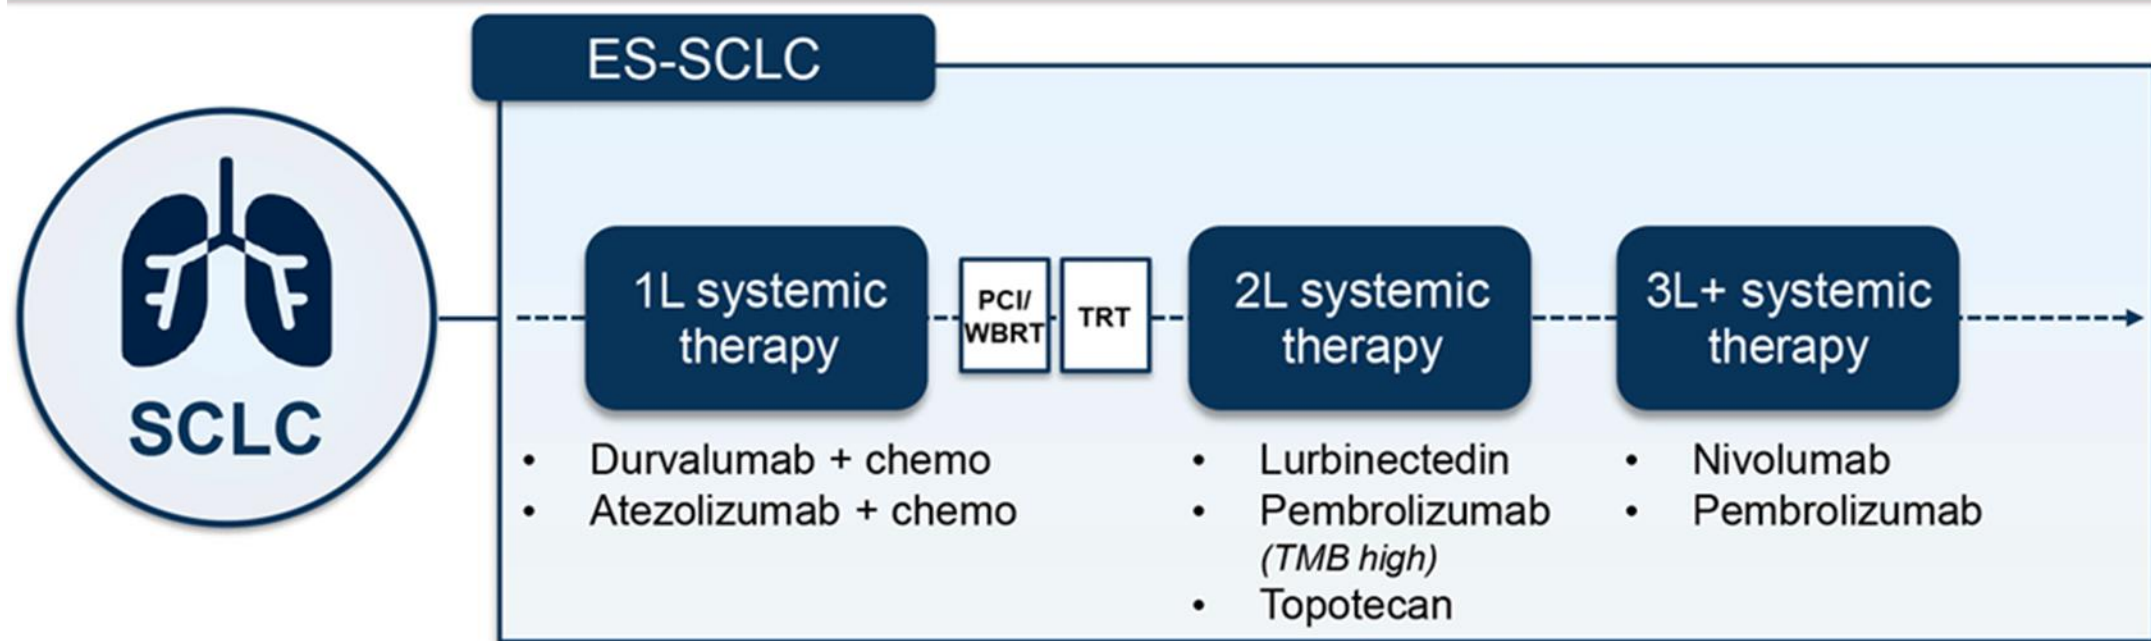 ES-SCLC
SCLC
1L systemic
therapy
PCI/
WBRT
TRT
2L systemic
therapy
3L+ systemic
therapy
• Durvalumab + chemo
• Atezolizumab + chemo
• Lurbinectedin
• Pembrolizumab
(TMB high)
• Topotecan
• Nivolumab
• Pembrolizumab